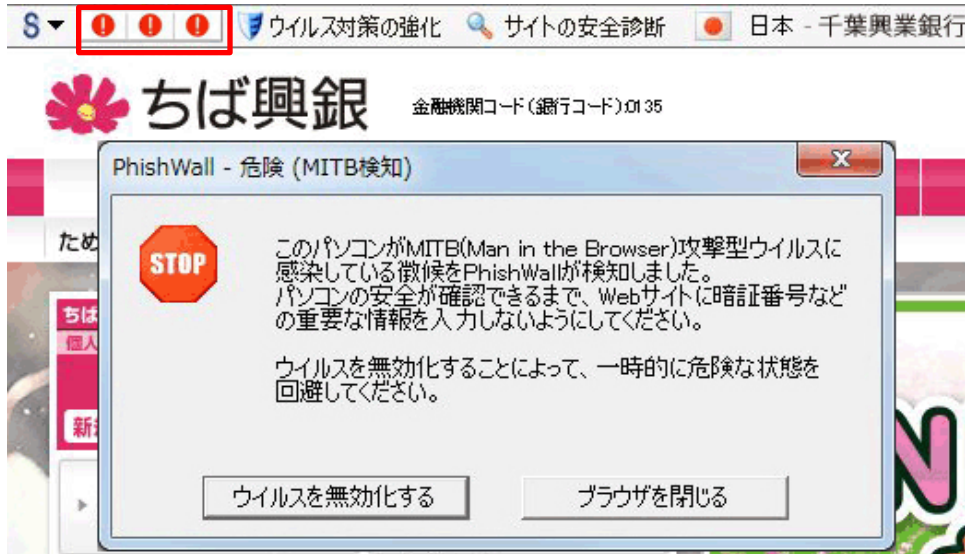 S ウイルス対策の強化 サイトの安全診断 日本 - 千葉興業銀行
ちば興銀 金融機関コード(銀行コード):0135
PhishWall - 危険 (MITB検知)
ため
STOP
このパソコンがMITB(Man in the Browser)攻撃型ウイルスに
感染している徴候をPhishWallが検知しました。
パソコンの安全が確認できるまで、Webサイトに暗証番号など
の重要な情報を入力しないようにしてください。
ちば
個人
ウイルスを無効化することによって、一時的に危険な状態を
回避してください。
新
N
ウイルスを無効化する ブラウザを閉じる